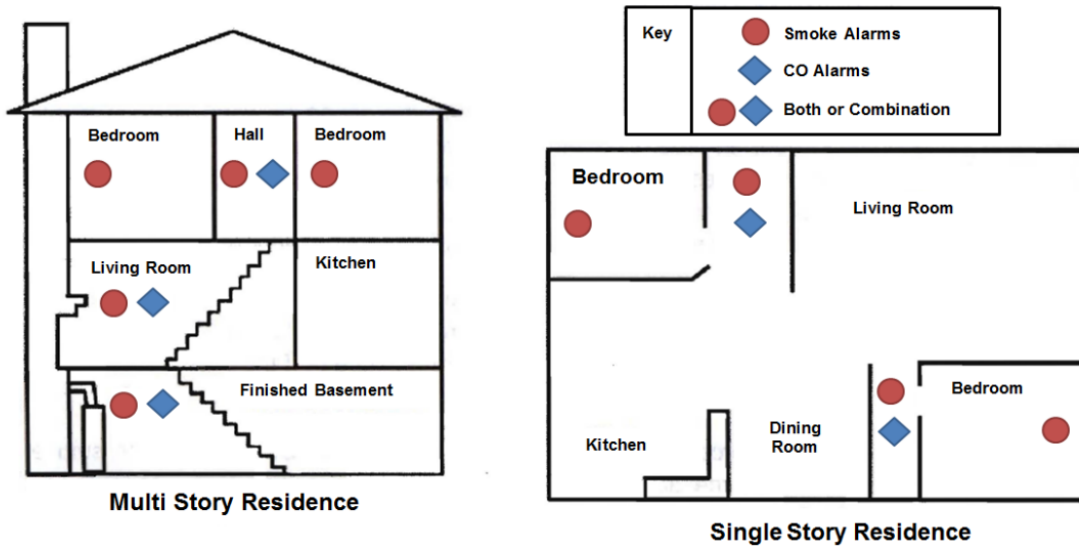 Bedroom
Hall
Bedroom
Living Room
Kitchen
Finished Basement
Multi Story Residence
Key
Smoke Alarms
CO Alarms
Both or Combination
Bedroom
Living Room
Bedroom
Kitchen
Dining
Room
Single Story Residence